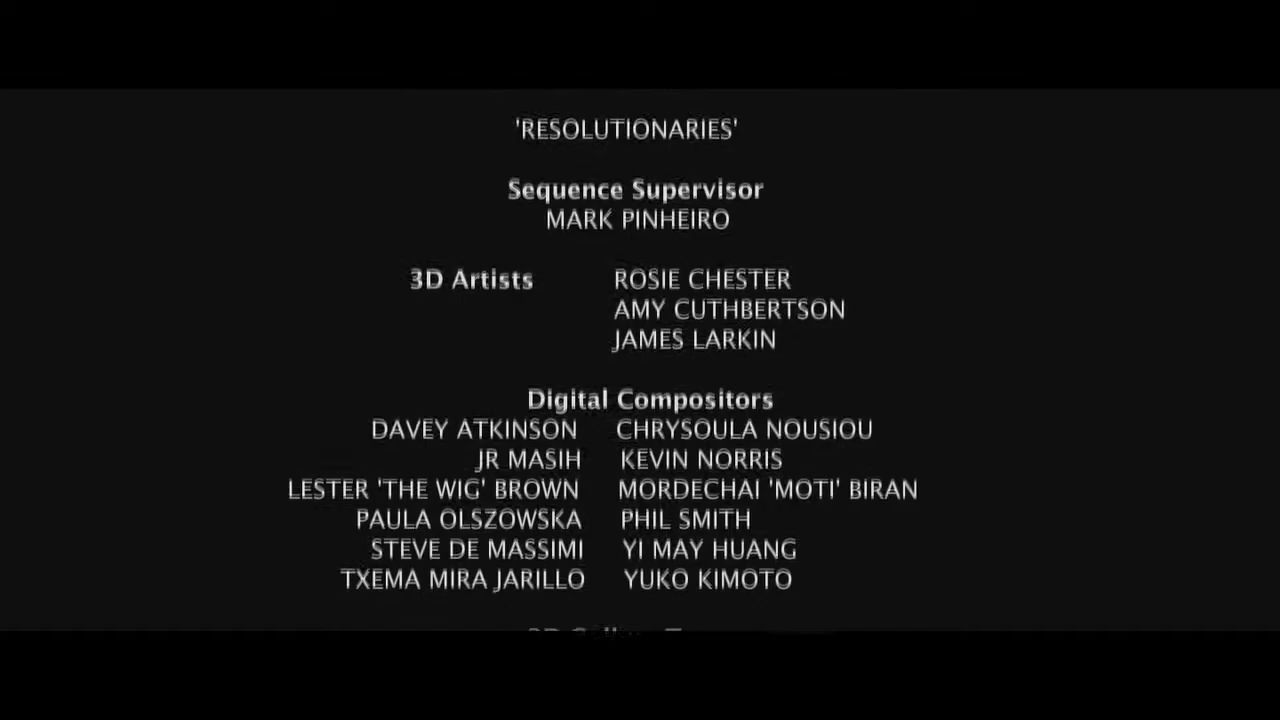 'RESOLUTIONARIES'
Sequence Supervisor
MARK PINHEIRO
3D Artists ROSIE CHESTER
AMY CUTHBERTSON
JAMES LARKIN
Digital Compositors
DAVEY ATKINSON CHRYSOULA NOUSIOU
JR MASIH KEVIN NORRIS
LESTER 'THE WIG' BROWN MORDECHAI 'MOTI' BIRAN
PAULA OLSZOWSKA PHIL SMITH
STEVE DE MASSIMI YI MAY HUANG
TXEMA MIRA JARILLO YUKO KIMOTO